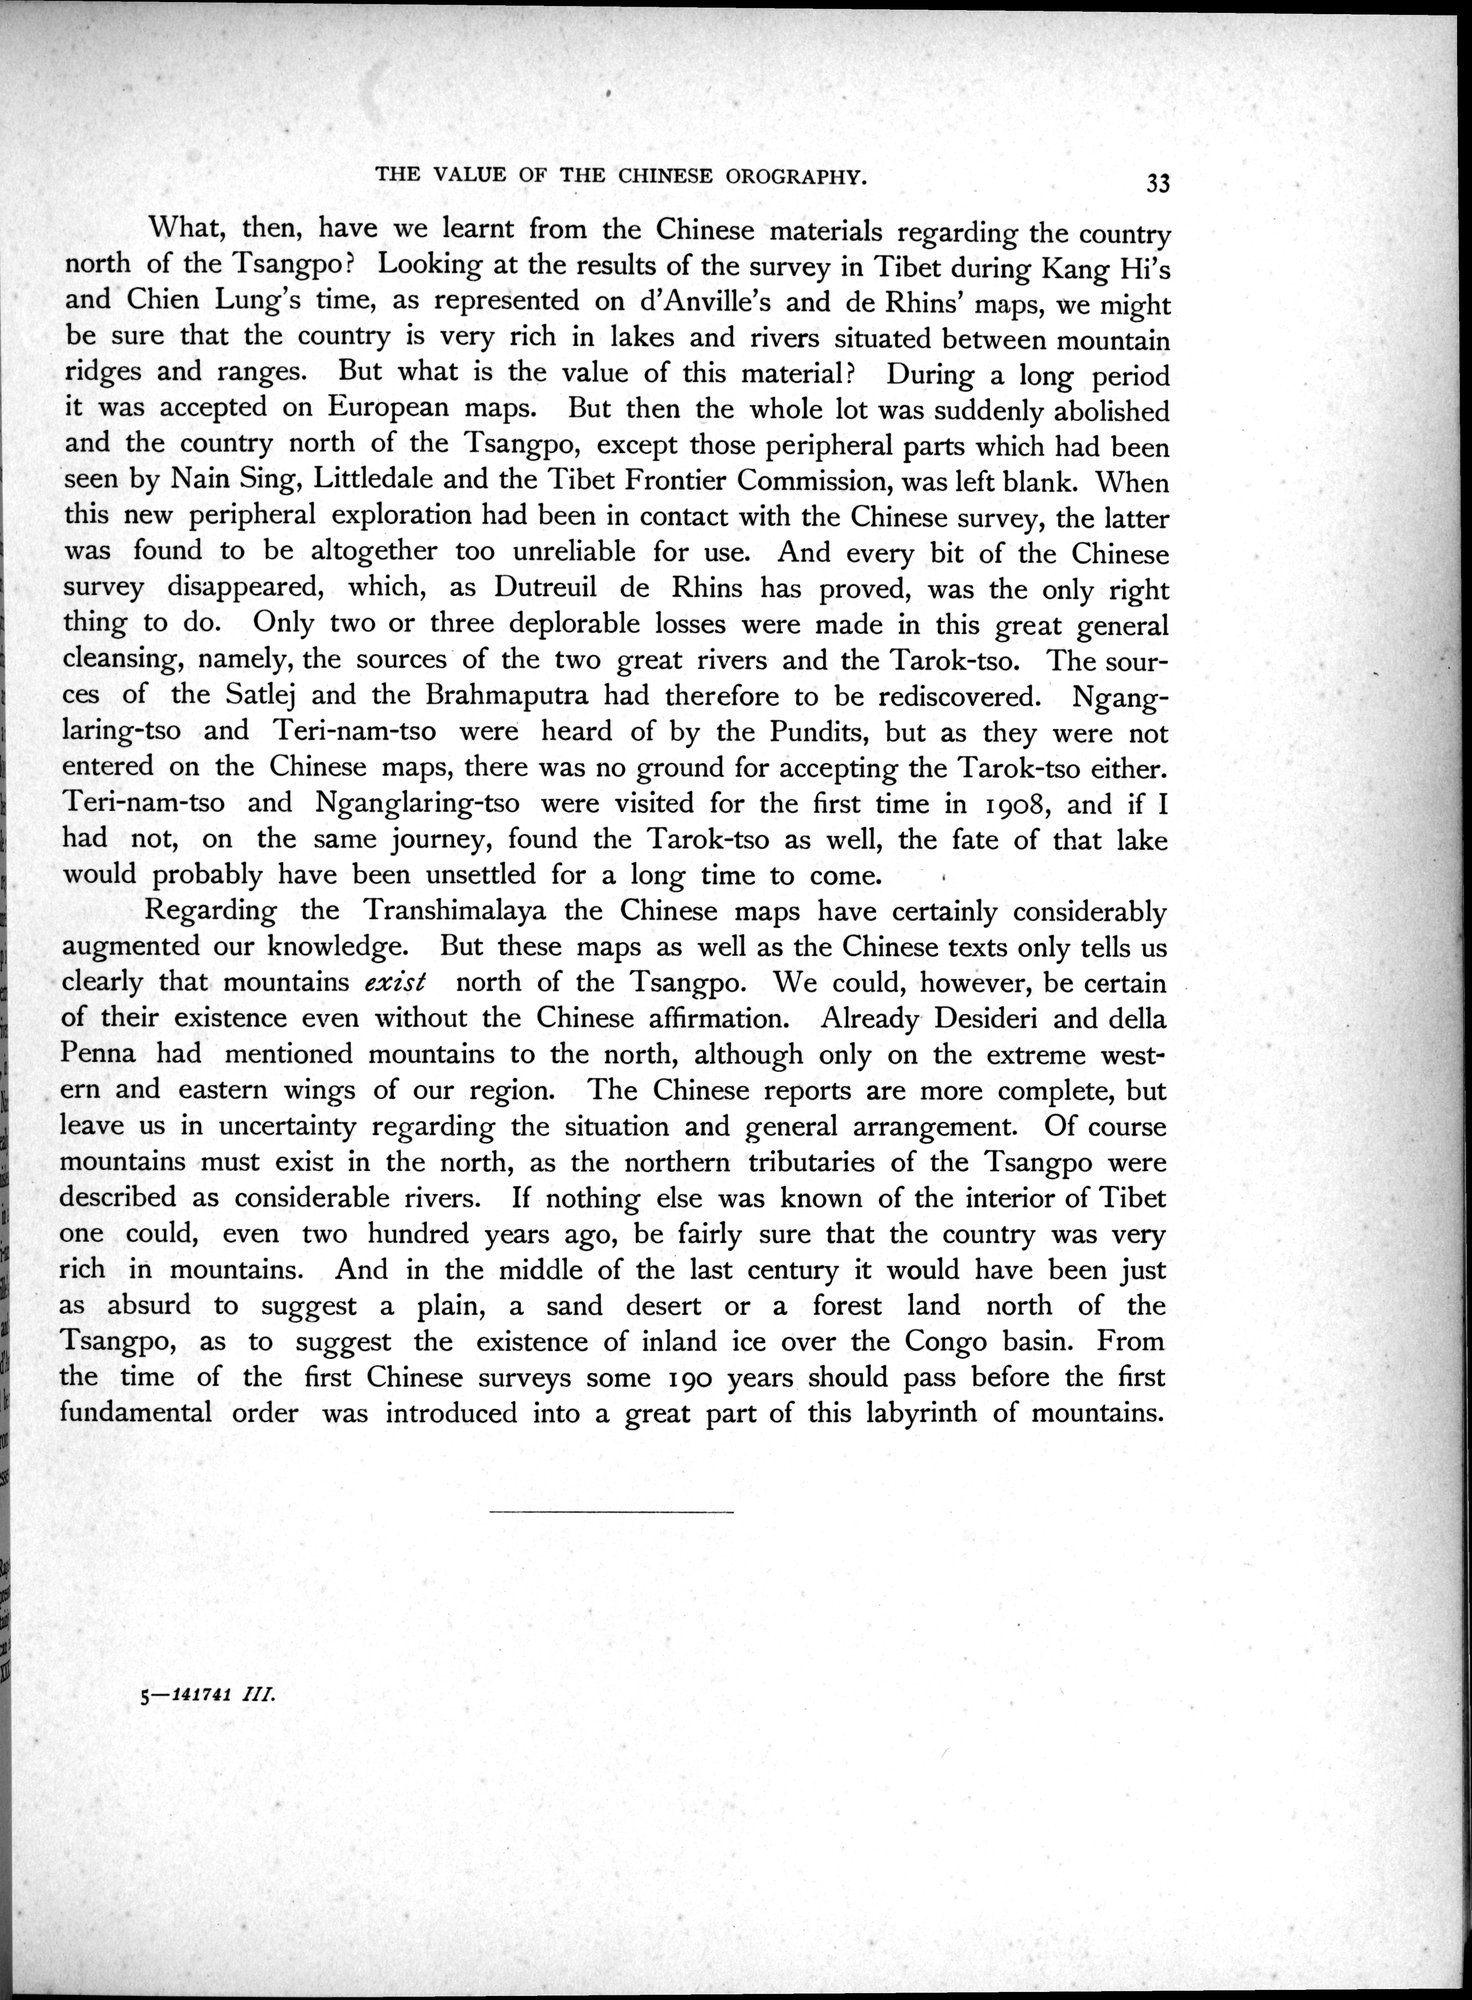 THE VALUE OF THE CHINESE OROGRAPHY. 33
What, then, have we learnt from the Chinese materials regarding the country
north of the Tsangpo? Looking at the results of the survey in Tibet during Kang Hi's
and Chien Lung's time, as represented on d'Anville's and de Rhins' maps, we might
be sure that the country is very rich in lakes and rivers situated between mountain
ridges and ranges. But what is the value of this material? During a long period
it was accepted on European maps. But then the whole lot was suddenly abolished
and the country north of the Tsangpo, except those peripheral parts which had been
seen by Nain Sing, Littledale and the Tibet Frontier Commission, was left blank. When
this new peripheral exploration had been in contact with the Chinese survey, the latter
was found to be altogether too unreliable for use. And every bit of the Chinese
survey disappeared, which, as Dutreuil de Rhins has proved, was the only right
thing to do. Only two or three deplorable losses were made in this great general
cleansing, namely, the sources of the two great rivers and the Tarok-tso. The sour-
ces of the Satlej and the Brahmaputra had therefore to be rediscovered. Ngang-
laring-tso and Teri-nam-tso were heard of by the Pundits, but as they were not
entered on the Chinese maps, there was no ground for accepting the Tarok-tso either.
Teri-nam-tso and Nganglaring-tso were visited for the first time in 1908, and if I
had not, on the same journey, found the Tarok-tso as well, the fate of that lake
would probably have been unsettled for a long time to come.
Regarding the Transhimalaya the Chinese maps have certainly considerably
augmented our knowledge. But these maps as well as the Chinese texts only tells us
clearly that mountains exist north of the Tsangpo. We could, however, be certain
of their existence even without the Chinese affirmation. Already Desideri and della
Penna had mentioned mountains to the north, although only on the extreme west-
ern and eastern wings of our region. The Chinese reports are more complete, but
leave us in uncertainty regarding the situation and general arrangement. Of course
mountains must exist in the north, as the northern tributaries of the Tsangpo were
described as considerable rivers. If nothing else was known of the interior of Tibet
one could, even two hundred years ago, be fairly sure that the country was very
rich in mountains. And in the middle of the last century it would have been just
as absurd to suggest a plain, a sand desert or a forest land north of the
Tsangpo, as to suggest the existence of inland ice over the Congo basin. From
the time of the first Chinese surveys some 190 years should pass before the first
fundamental order was introduced into a great part of this labyrinth of mountains.
5—141741 III.